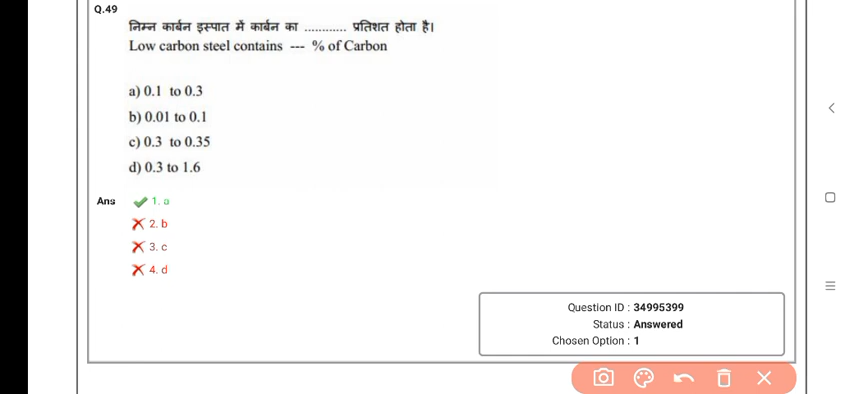 Q.49
निम्न कार्बन इस्पात में कार्बन का ............ प्रतिशत होता है।
Low carbon steel contains --- % of Carbon
a) 0.1 to 0.3
b) 0.01 to 0.1
c) 0.3 to 0.35
d) 0.3 to 1.6
Ans 1. a
2. b
3. c
4. d
Question ID : 34995399
Status : Answered
Chosen Option : 1